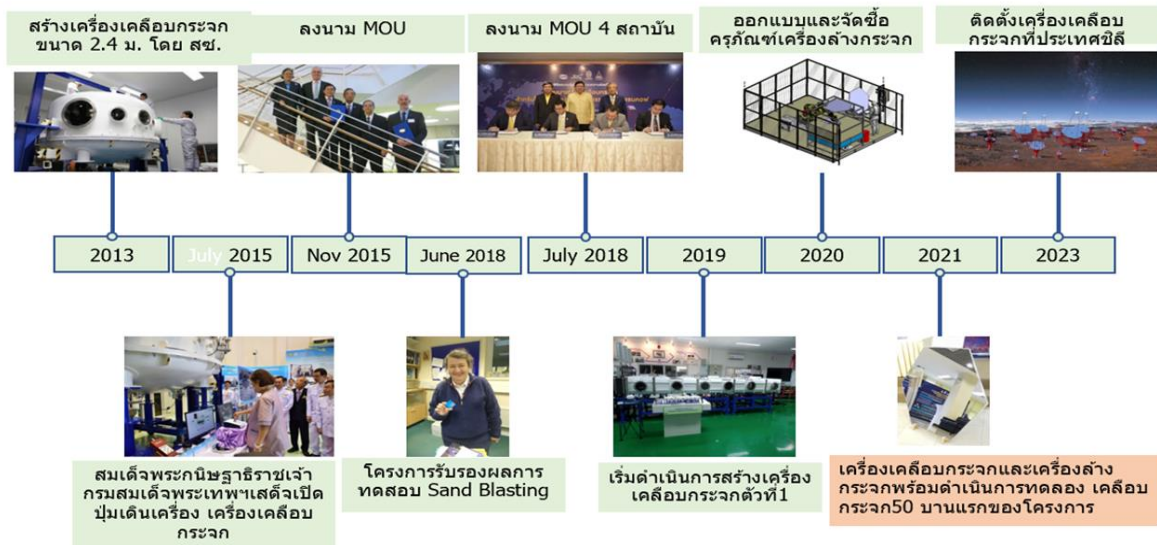 สร้างเครื่องเคลือบกระจก
ขนาด 2.4 ม. โดย สซ.
ลงนาม MOU
ลงนาม MOU 4 สถาบัน
ออกแบบและจัดซื้อ
ครุภัณฑ์เครื่องล้างกระจก
ติดตั้งเครื่องเคลือบ
กระจกที่ประเทศชิลี
2013
July 2015
Nov 2015
June 2018
July 2018
2019
2020
2021
2023
สมเด็จพระกนิษฐาธิราชเจ้า
กรมสมเด็จพระเทพฯเสด็จเปิด
ปุ่มเดินเครื่อง เครื่องเคลือบ
กระจก
โครงการรับรองผลการ
ทดสอบ Sand Blasting
เริ่มดำเนินการสร้างเครื่อง
เคลือบกระจกตัวที่1
เครื่องเคลือบกระจกและเครื่องล้าง
กระจกพร้อมดำเนินการทดลอง เคลือบ
กระจก50 บานแรกของโครงการ